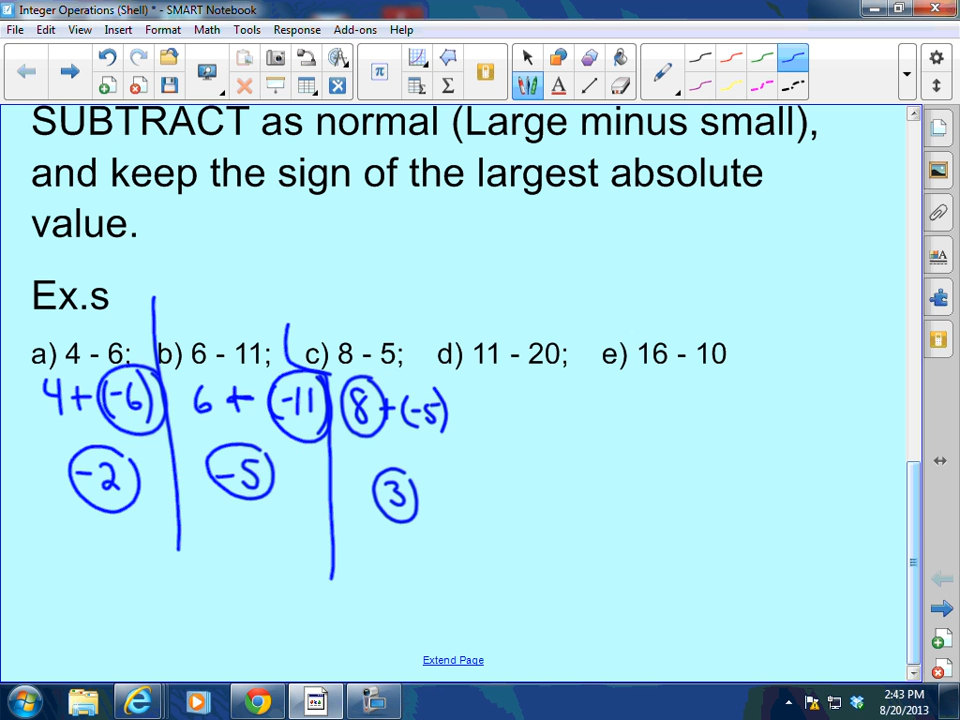 Integer Operations (Shell) * - SMART Notebook
File Edit View Insert Format Math Tools Response Add-ons Help
SUBTRACT as normal (Large minus small),
and keep the sign of the largest absolute
value.
Ex.s
a) 4 - 6; b) 6 - 11; c) 8 - 5; d) 11 - 20; e) 16 - 10
4 + (-6) 6 + (-11) 8 + (-5)
-2 -5 3
Extend Page
2:43 PM
8/20/2013